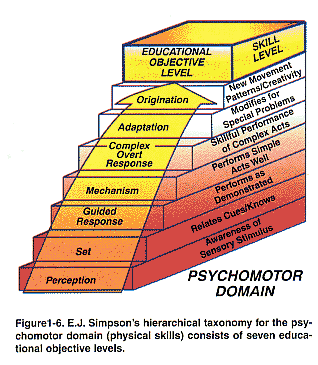 EDUCATIONAL
OBJECTIVE
LEVEL
SKILL
LEVEL
Origination
New Movement
Patterns/Creativity
Adaptation
Modifies for
Special Problems
Complex
Overt
Response
Skillful Performance
of Complex Acts
Mechanism
Performs Simple
Acts Well
Guided
Response
Performs as
Demonstrated
Set
Relates Cues/Knows
Perception
Awareness of
Sensory Stimulus
PSYCHOMOTOR
DOMAIN
Figure1-6. E.J. Simpson's hierarchical taxonomy for the psy-
chomotor domain (physical skills) consists of seven educa-
tional objective levels.